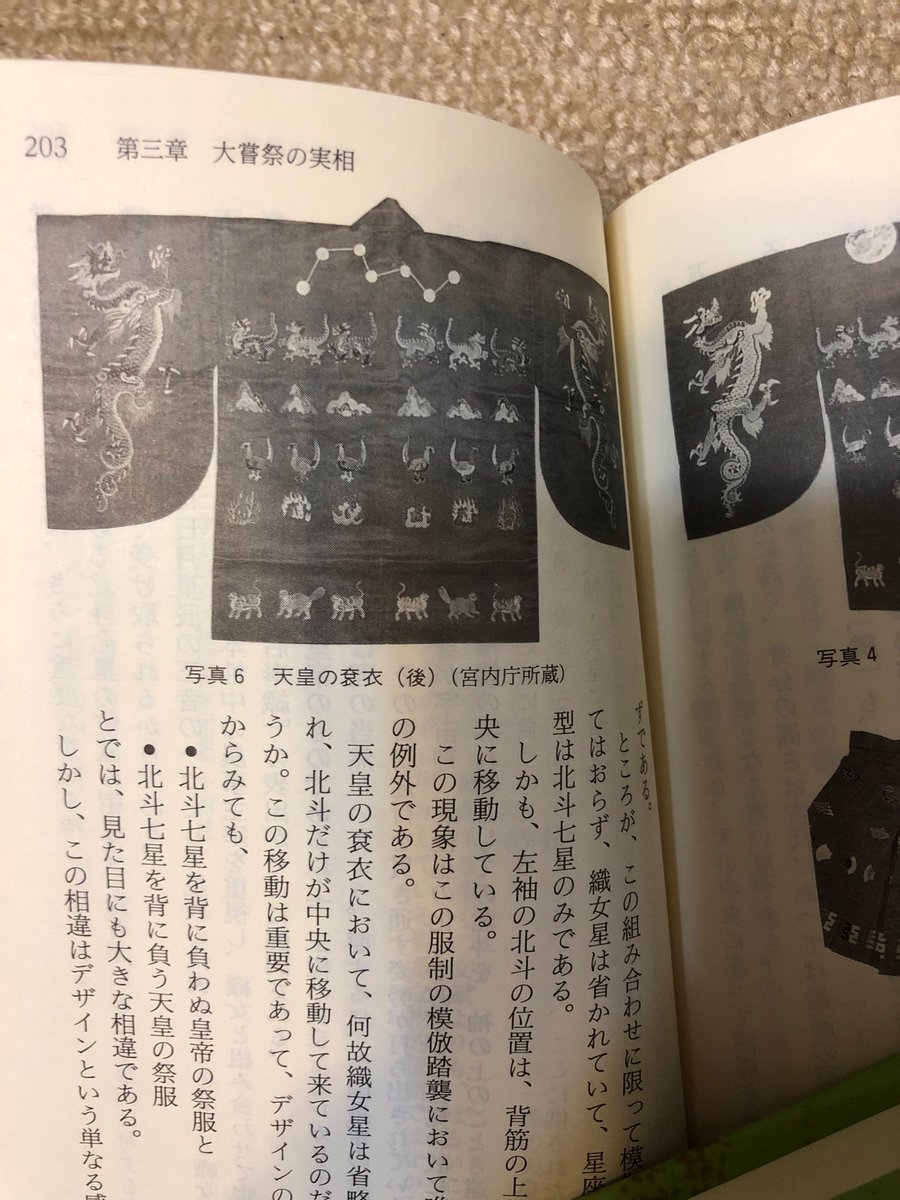 203　第三章　大嘗祭の実相
写真4
写真6　天皇の袞衣（後）（宮内庁所蔵）
ずである。
ところが、この組み合わせに限って模
てはおらず、織女星は省かれていて、星座
型は北斗七星のみである。
しかも、左袖の北斗の位置は、背筋の上
央に移動している。
この現象はこの服制の模倣踏襲において
の例外である。
天皇の袞衣において、何故織女星は省略
れ、北斗だけが中央に移動して来ているのだ
うか。この移動は重要であって、デザインの
からみても、
●北斗七星を背に負わぬ皇帝の祭服と
●北斗七星を背に負う天皇の祭服
とでは、見た目にも大きな相違である。
しかし、この相違はデザインという単なる